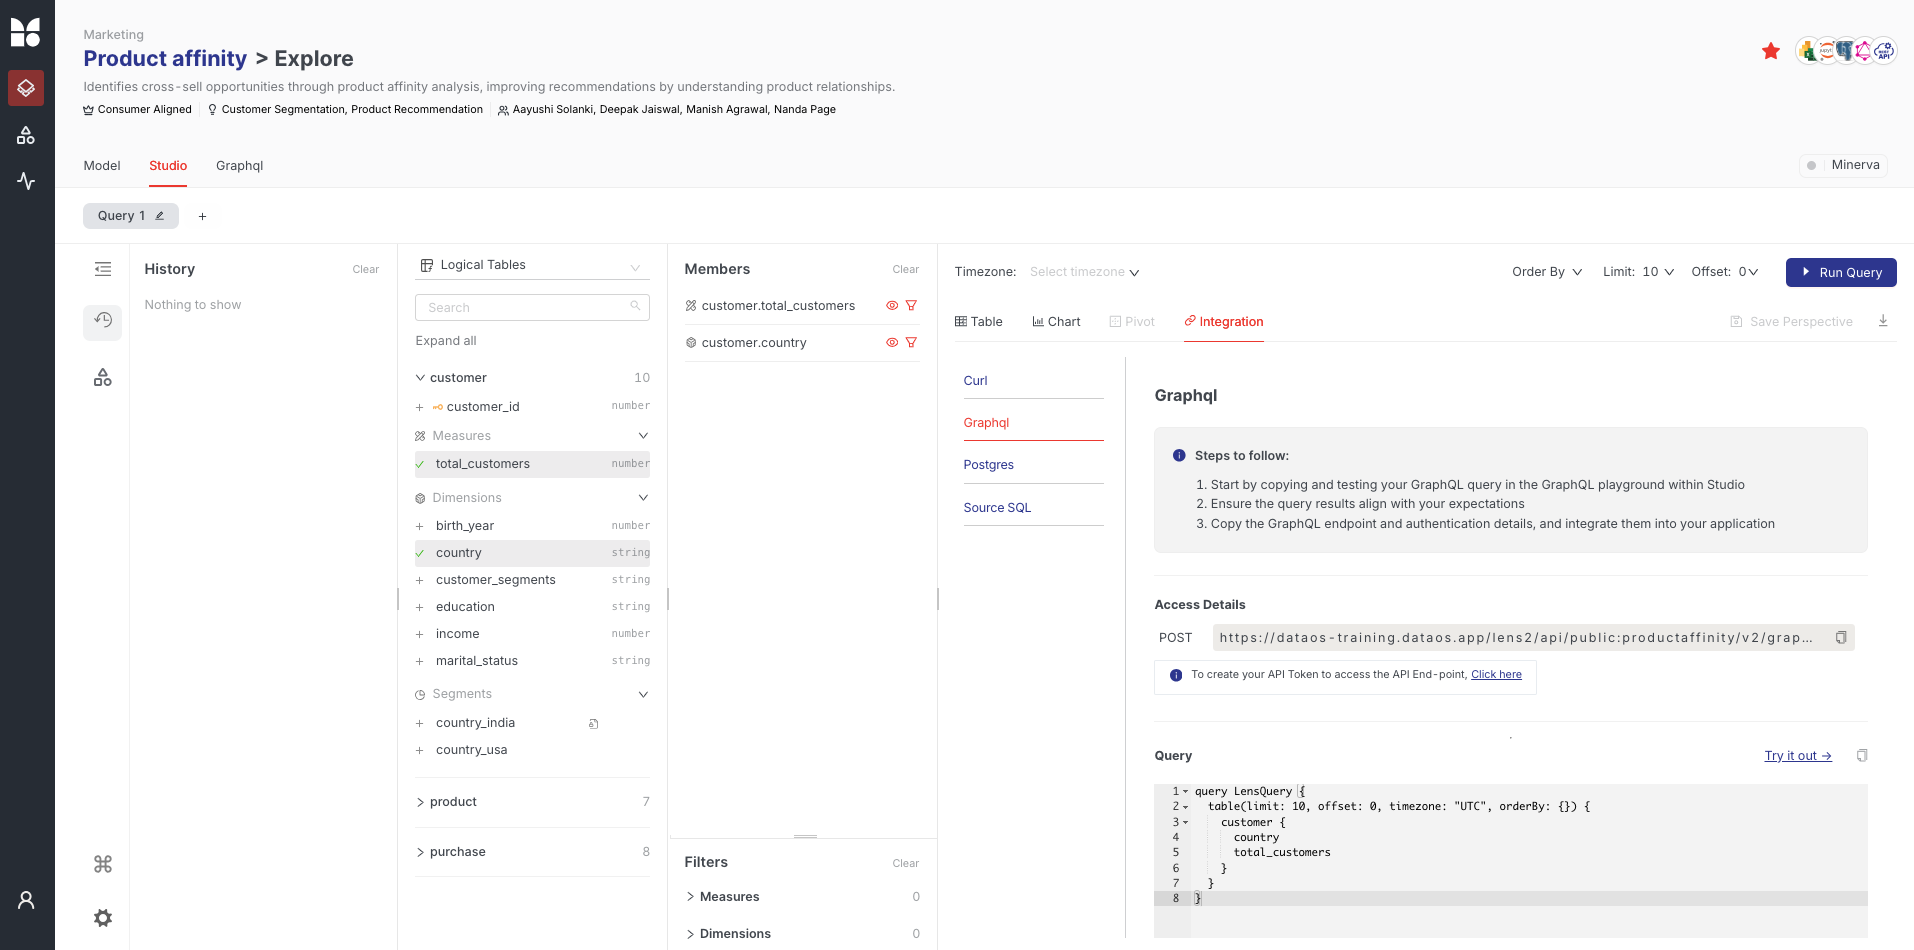 Marketing
Product affinity > Explore
Identifies cross-sell opportunities through product affinity analysis, improving recommendations by understanding product relationships.
Consumer Aligned
Customer Segmentation, Product Recommendation
Aayushi Solanki, Deepak Jaiswal, Manish Agrawal, Nanda Page
Model
Studio
Graphql
Minerva
Query 1
+
History
Clear
Nothing to show
Logical Tables
Search
Expand all
customer 10
customer_id number
Measures
total_customers number
Dimensions
birth_year number
country string
customer_segments string
education string
income number
marital_status string
Segments
country_india
country_usa
product 7
purchase 8
Members
Clear
customer.total_customers
customer.country
Filters
Clear
Measures 0
Dimensions 0
Timezone: Select timezone
Order By
Limit: 10
Offset: 0
Run Query
Table
Chart
Pivot
Integration
Save Perspective
Curl
Graphql
Postgres
Source SQL
Graphql
Steps to follow:
1. Start by copying and testing your GraphQL query in the GraphQL playground within Studio
2. Ensure the query results align with your expectations
3. Copy the GraphQL endpoint and authentication details, and integrate them into your application
Access Details
POST https://dataos-training.dataos.app/lens2/api/public:productaffinity/v2/grap...
To create your API Token to access the API End-point, Click here
Query
Try it out →
1 query LensQuery {
2 table(limit: 10, offset: 0, timezone: "UTC", orderBy: {}) {
3 customer {
4 country
5 total_customers
6 }
7 }
8 }